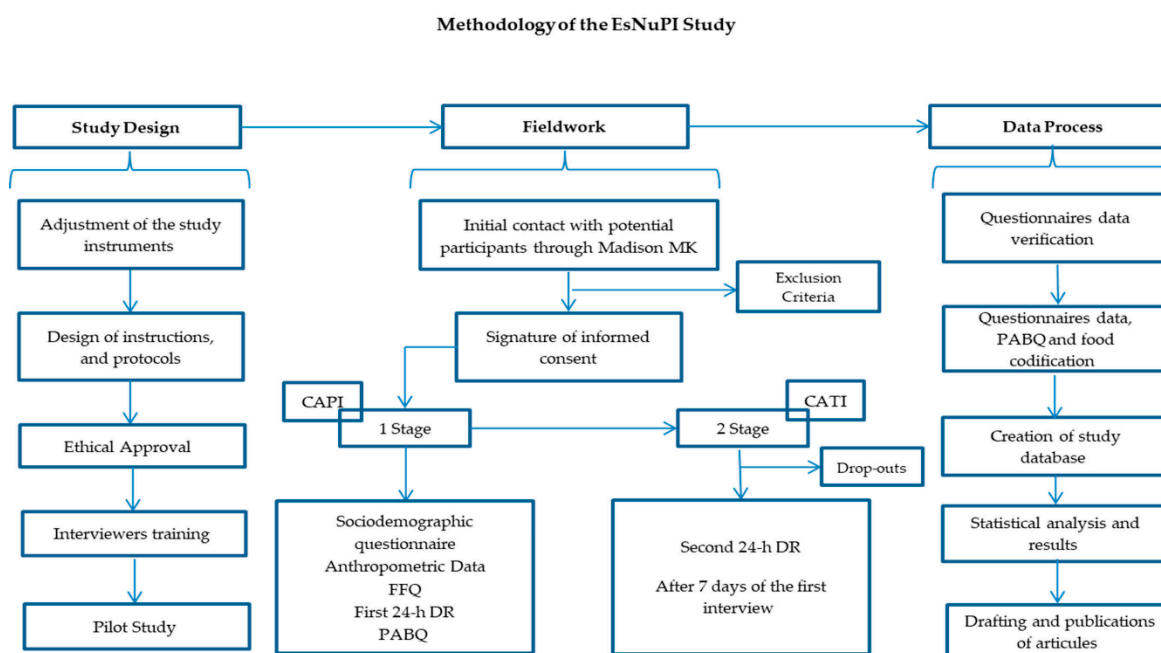 Methodology of the EsNuPI Study
Study Design
Fieldwork
Data Process
Adjustment of the study
instruments
Design of instructions,
and protocols
Ethical Approval
Interviewers training
Pilot Study
Initial contact with potential
participants through Madison MK
Exclusion
Criteria
Signature of informed
consent
CAPI
1 Stage
CATI
2 Stage
Drop-outs
Sociodemographic
questionnaire
Anthropometric Data
FFQ
First 24-h DR
PABQ
Second 24-h DR
After 7 days of the first
interview
Questionnaires data
verification
Questionnaires data,
PABQ and food
codification
Creation of study
database
Statistical analysis and
results
Drafting and publications
of articules